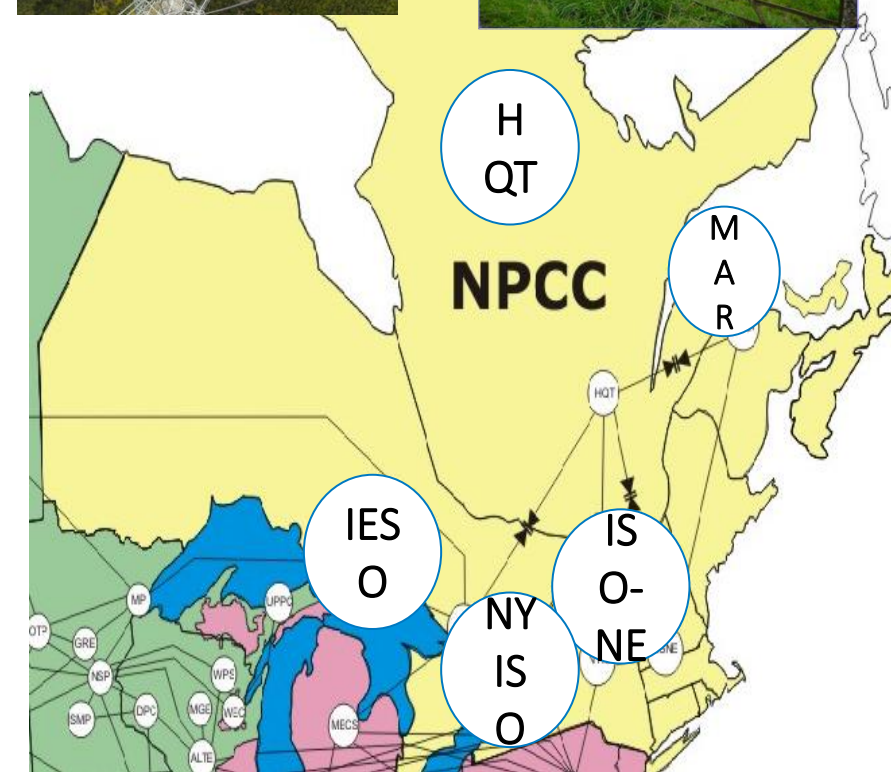 H
QT
M
A
R
NPCC
HQT
IES
O
IS
O-
NE
NY
IS
O
MP
UPPC
OTP
GRE
NSP
WPS
SMP
DPC
MGE
WEC
MECS
ALTE